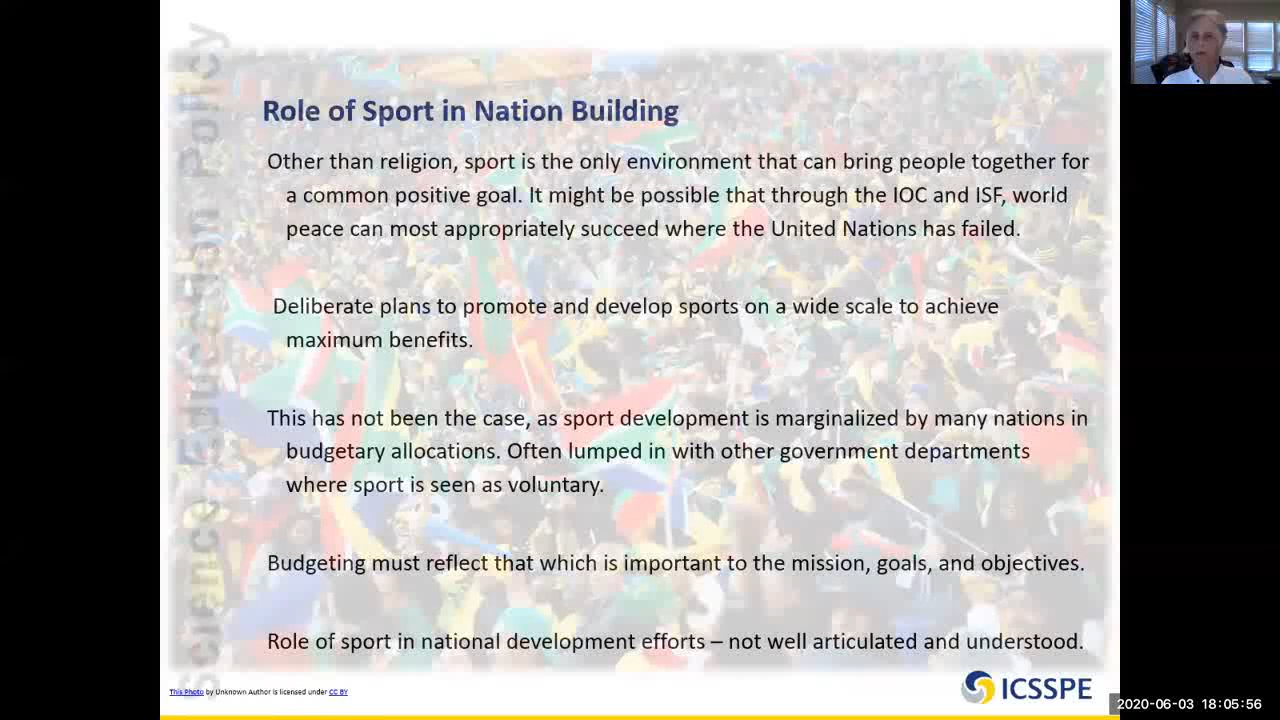 Role of Sport in Nation Building
Other than religion, sport is the only environment that can bring people together for
a common positive goal. It might be possible that through the IOC and ISF, world
peace can most appropriately succeed where the United Nations has failed.
Deliberate plans to promote and develop sports on a wide scale to achieve
maximum benefits.
This has not been the case, as sport development is marginalized by many nations in
budgetary allocations. Often lumped in with other government departments
where sport is seen as voluntary.
Budgeting must reflect that which is important to the mission, goals, and objectives.
Role of sport in national development efforts – not well articulated and understood.
This Photo by Unknown Author is licensed under CC BY
ICSSPE
2020-06-03 18:05:56
Science Education Policy